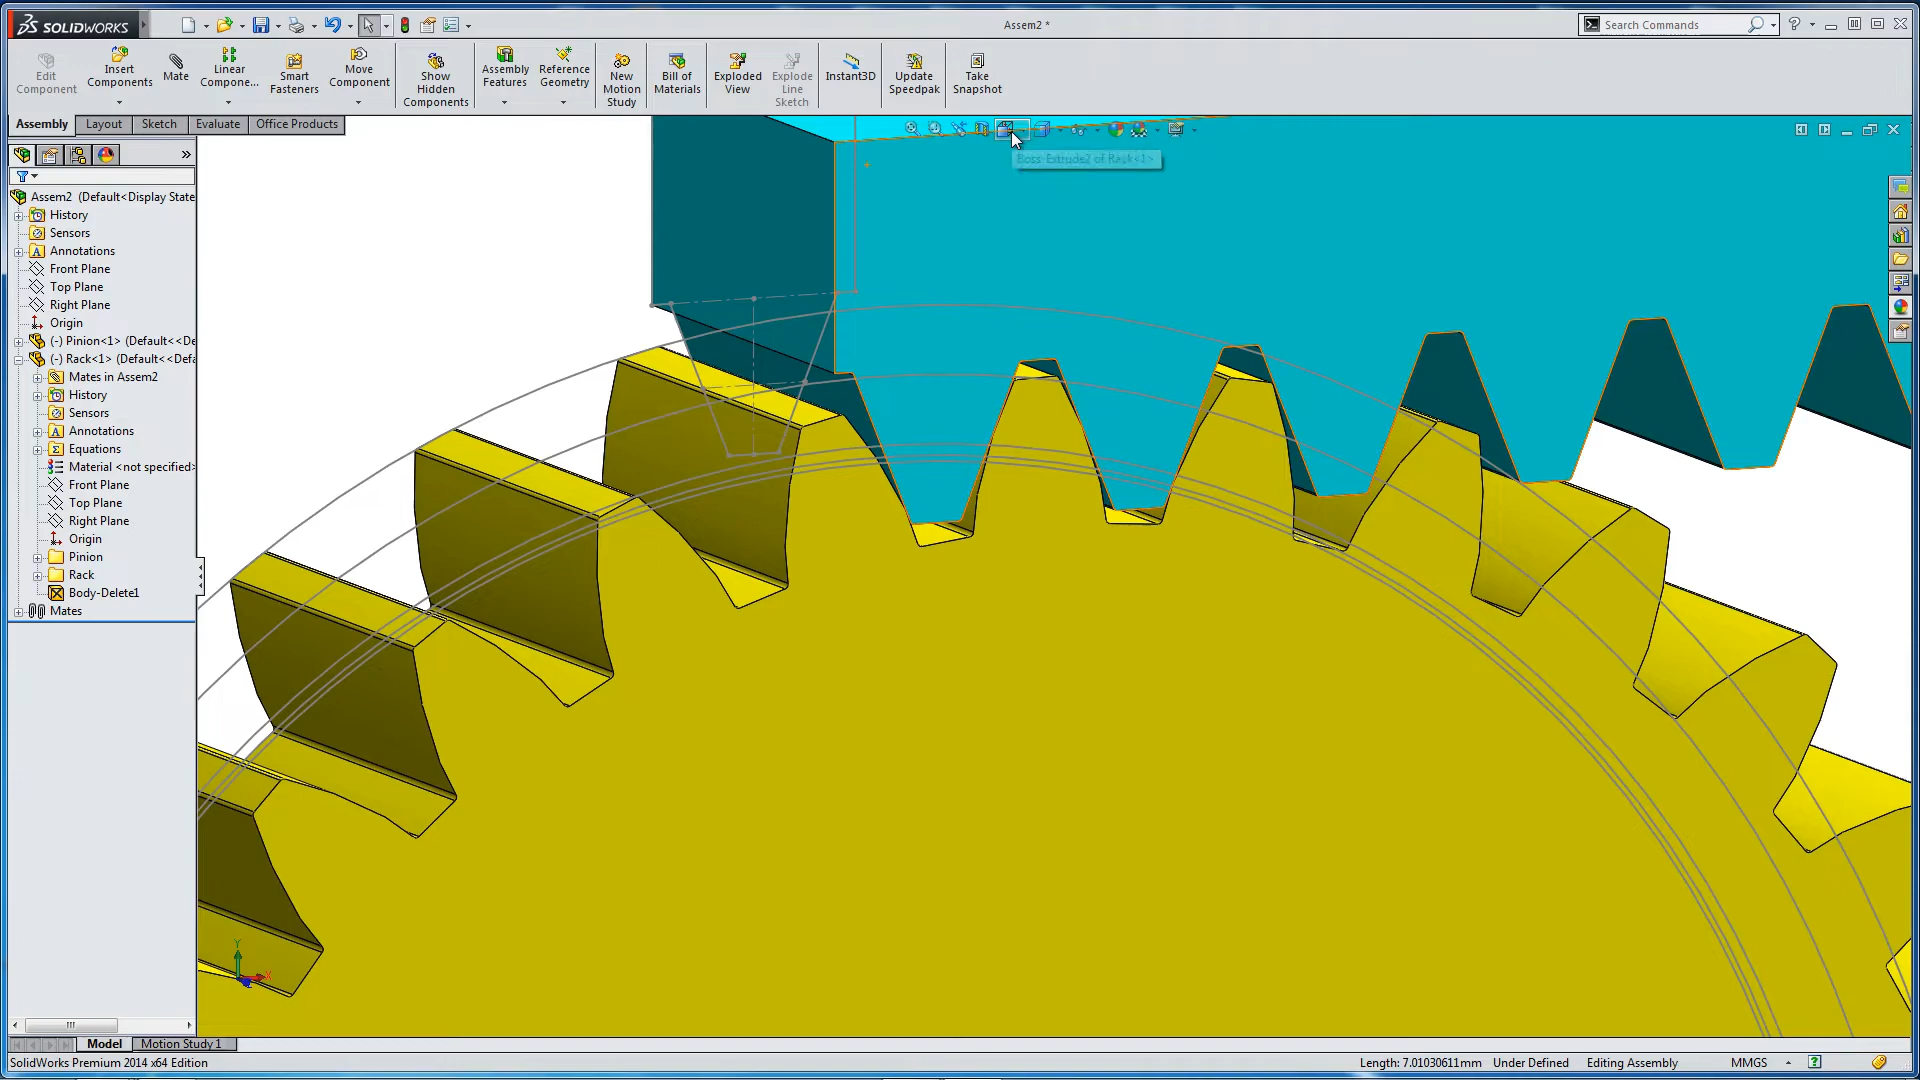 SOLIDWORKS
Assem2 *
Search Commands
Edit Component
Insert Components
Mate
Linear Compone...
Smart Fasteners
Move Component
Show Hidden Components
Assembly Features
Reference Geometry
New Motion Study
Bill of Materials
Exploded View
Explode Line Sketch
Instant3D
Update Speedpak
Take Snapshot
Assembly
Layout
Sketch
Evaluate
Office Products
Boss-Extrude2 of Rack<1>
Assem2 (Default<Display State
History
Sensors
Annotations
Front Plane
Top Plane
Right Plane
Origin
(-) Pinion<1> (Default<<De
(-) Rack<1> (Default<<Defa
Mates in Assem2
History
Sensors
Annotations
Equations
Material <not specified>
Front Plane
Top Plane
Right Plane
Origin
Pinion
Rack
Body-Delete1
Mates
Y
X
Model
Motion Study 1
SolidWorks Premium 2014 x64 Edition
Length: 7.01030611mm
Under Defined
Editing Assembly
MMGS